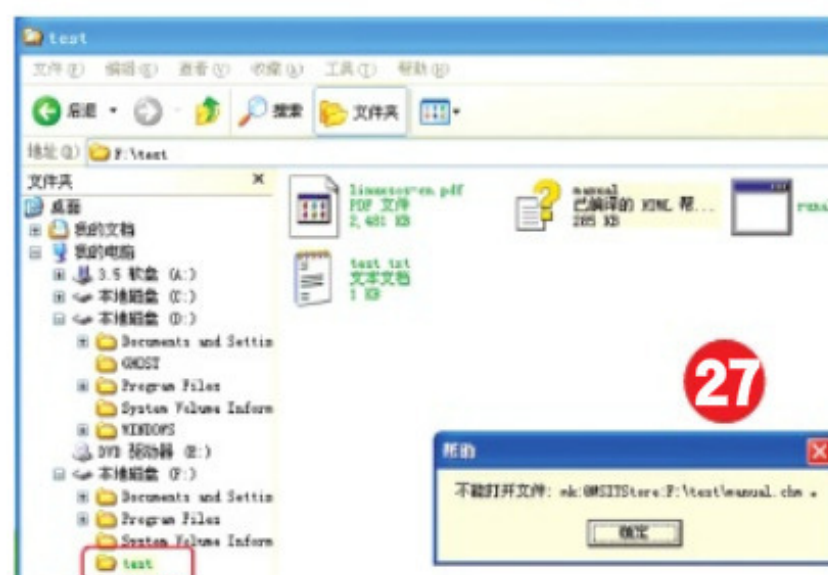 test
文件(F) 编辑(E) 查看(V) 收藏(A) 工具(T) 帮助(H)
后退 搜索 文件夹
地址(D) F:\test
文件夹 ×
桌面
我的文档
我的电脑
3.5 软盘 (A:)
本地磁盘 (C:)
本地磁盘 (D:)
Documents and Settin
GHOST
Program Files
System Volume Inform
WINDOWS
DVD 驱动器 (E:)
本地磁盘 (F:)
Documents and Settin
Program Files
System Volume Inform
test
PDF 文件
2,481 KB
manual
已编译的 HTML 帮...
285 KB
test txt
文本文档
1 KB
27
帮助
不能打开文件: mk:@MSITStore:F:\test\manual.chm 。
确定